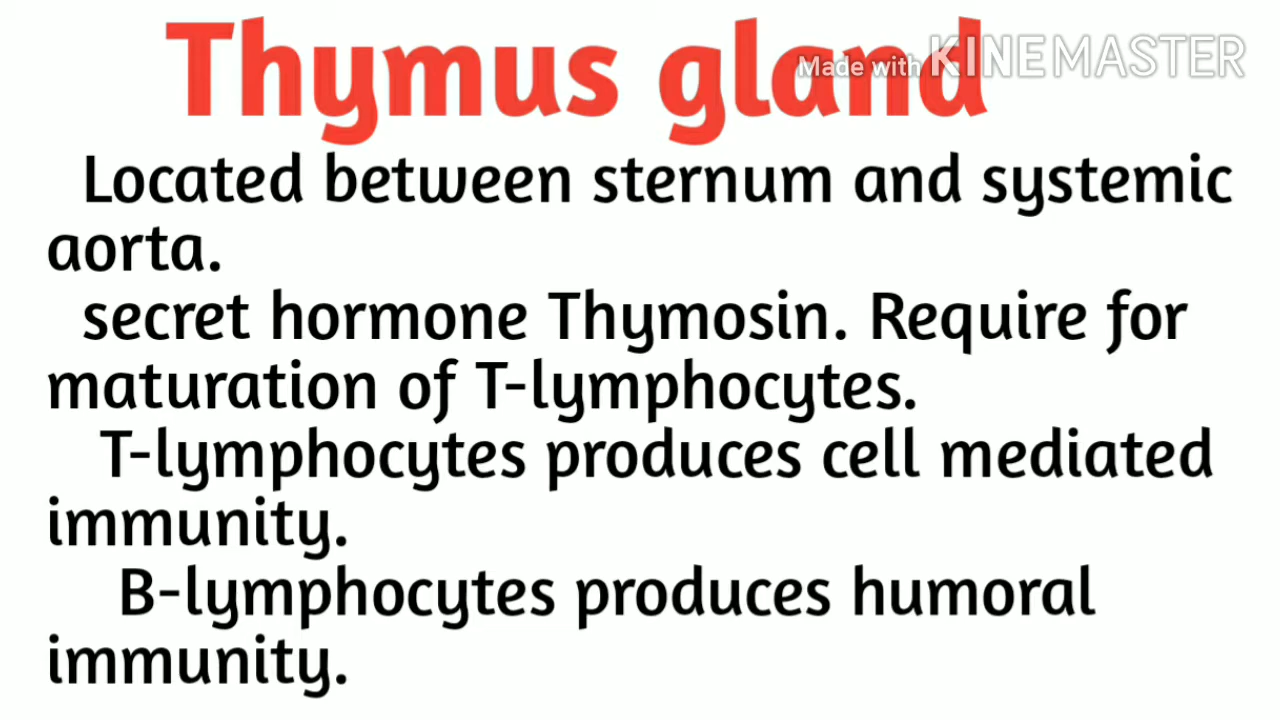 Thymus gland
Made with KINEMASTER
Located between sternum and systemic
aorta.
secret hormone Thymosin. Require for
maturation of T-lymphocytes.
T-lymphocytes produces cell mediated
immunity.
B-lymphocytes produces humoral
immunity.